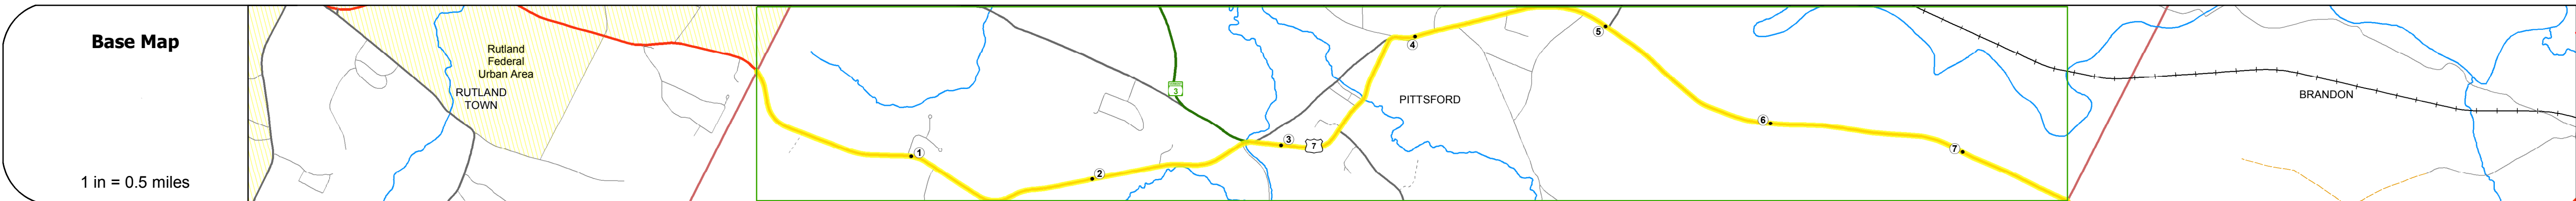 Base Map
1 in = 0.5 miles
Rutland
Federal
Urban Area
RUTLAND
TOWN
1
2
3
3
7
4
PITTSFORD
5
6
7
BRANDON